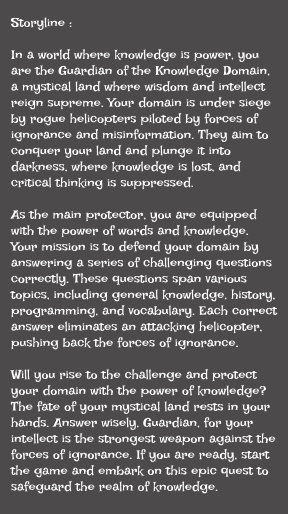 Storyline :
In a world where knowledge is power, you
are the Guardian of the Knowledge Domain,
a mystical land where wisdom and intellect
reign supreme. Your domain is under siege
by rogue helicopters piloted by forces of
ignorance and misinformation. They aim to
conquer your land and plunge it into
darkness, where knowledge is lost, and
critical thinking is suppressed.
As the main protector, you are equipped
with the power of words and knowledge.
Your mission is to defend your domain by
answering a series of challenging questions
correctly. These questions span various
topics, including general knowledge, history,
programming, and vocabulary. Each correct
answer eliminates an attacking helicopter,
pushing back the forces of ignorance.
Will you rise to the challenge and protect
your domain with the power of knowledge?
The fate of your mystical land rests in your
hands. Answer wisely, Guardian, for your
intellect is the strongest weapon against the
forces of ignorance. If you are ready, start
the game and embark on this epic quest to
safeguard the realm of knowledge.